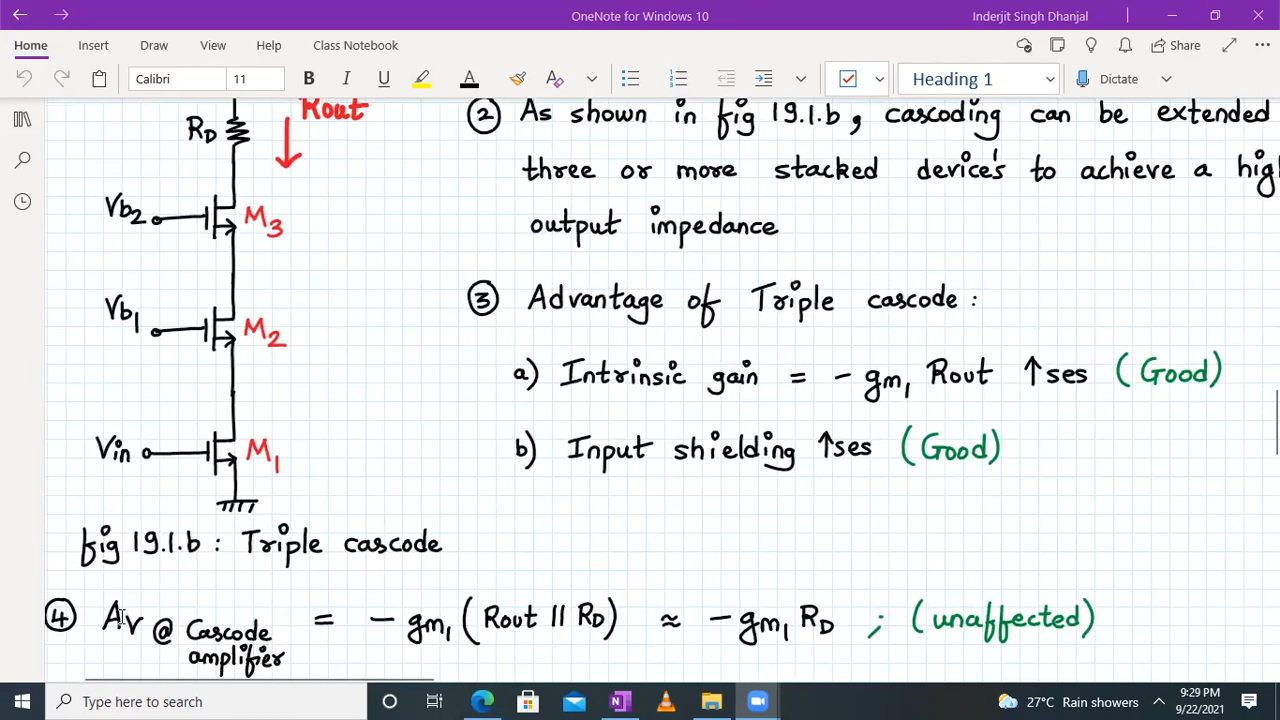 OneNote for Windows 10
Inderjit Singh Dhanjal
Home Insert Draw View Help Class Notebook
Share
Calibri 11 B I U A Heading 1 Dictate
Rout
RD
Vb2
M3
Vb1
M2
Vin
M1
fig 19.1.b : Triple cascode
② As shown in fig 19.1.b, cascoding can be extended
three or more stacked devices to achieve a high
output impedance
③ Advantage of Triple cascode :
a) Intrinsic gain = - gm1 Rout ↑ses (Good)
b) Input shielding ↑ses (Good)
④ Av @ Cascode amplifier = - gm1 (Rout || RD) ≈ - gm1 RD ; (unaffected)
Type here to search
27°C Rain showers
9:29 PM
9/22/2021